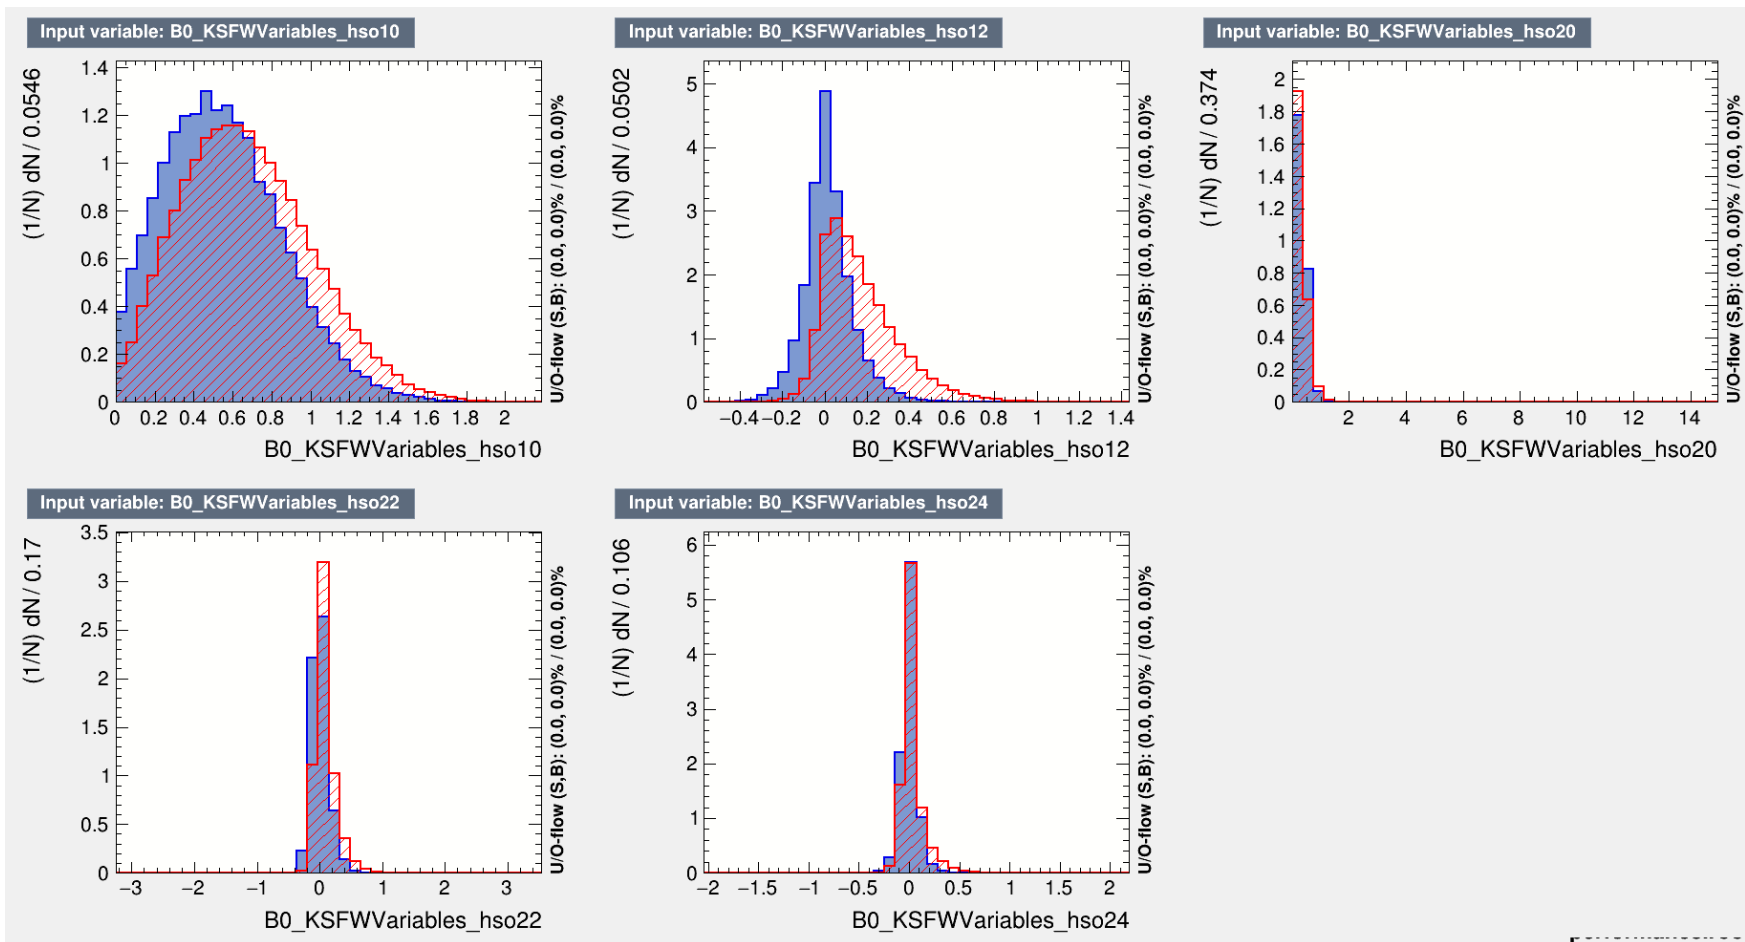 Input variable: B0_KSFWVariables_hso10
(1/N) dN / 0.0546
1.4
1.2
1
0.8
0.6
0.4
0.2
0
0 0.2 0.4 0.6 0.8 1 1.2 1.4 1.6 1.8 2
B0_KSFWVariables_hso10
U/O-flow (S,B): (0.0, 0.0)% / (0.0, 0.0)%
Input variable: B0_KSFWVariables_hso12
(1/N) dN / 0.0502
5
4
3
2
1
0
−0.4 −0.2 0 0.2 0.4 0.6 0.8 1 1.2 1.4
B0_KSFWVariables_hso12
U/O-flow (S,B): (0.0, 0.0)% / (0.0, 0.0)%
Input variable: B0_KSFWVariables_hso20
(1/N) dN / 0.374
2
1.8
1.6
1.4
1.2
1
0.8
0.6
0.4
0.2
0
2 4 6 8 10 12 14
B0_KSFWVariables_hso20
U/O-flow (S,B): (0.0, 0.0)% / (0.0, 0.0)%
Input variable: B0_KSFWVariables_hso22
(1/N) dN / 0.17
3.5
3
2.5
2
1.5
1
0.5
0
−3 −2 −1 0 1 2 3
B0_KSFWVariables_hso22
U/O-flow (S,B): (0.0, 0.0)% / (0.0, 0.0)%
Input variable: B0_KSFWVariables_hso24
(1/N) dN / 0.106
6
5
4
3
2
1
0
−2 −1.5 −1 −0.5 0 0.5 1 1.5 2
B0_KSFWVariables_hso24
U/O-flow (S,B): (0.0, 0.0)% / (0.0, 0.0)%